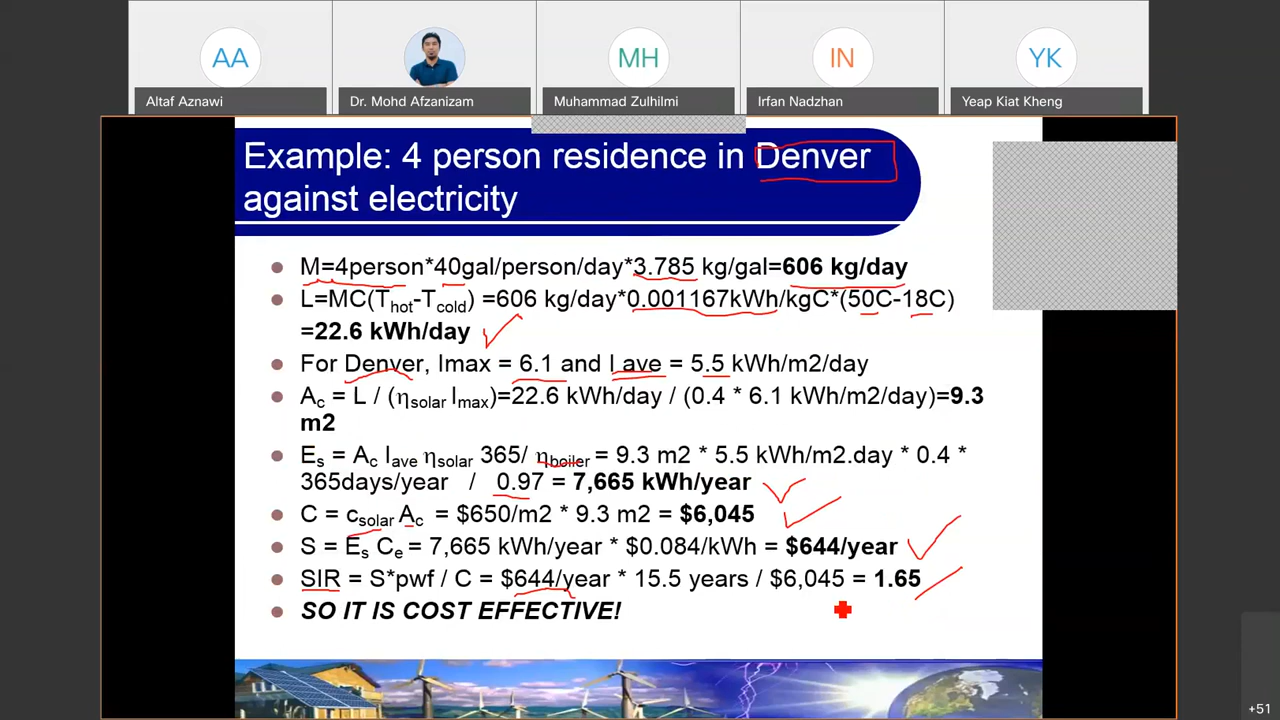 AA
MH
IN
YK
Altaf Aznawi
Dr. Mohd Afzanizam
Muhammad Zulhilmi
Irfan Nadzhan
Yeap Kiat Kheng
Example: 4 person residence in Denver
against electricity
M=4person*40gal/person/day*3.785 kg/gal=606 kg/day
L=MC(Thot-Tcold) =606 kg/day*0.001167kWh/kgC*(50C-18C)
=22.6 kWh/day
For Denver, Imax = 6.1 and I ave = 5.5 kWh/m2/day
Ac = L / (ηsolar Imax)=22.6 kWh/day / (0.4 * 6.1 kWh/m2/day)=9.3
m2
Es = Ac Iave ηsolar 365/ ηboiler = 9.3 m2 * 5.5 kWh/m2.day * 0.4 *
365days/year / 0.97 = 7,665 kWh/year
C = csolar Ac = $650/m2 * 9.3 m2 = $6,045
S = Es Ce = 7,665 kWh/year * $0.084/kWh = $644/year
SIR = S*pwf / C = $644/year * 15.5 years / $6,045 = 1.65
SO IT IS COST EFFECTIVE!
+51